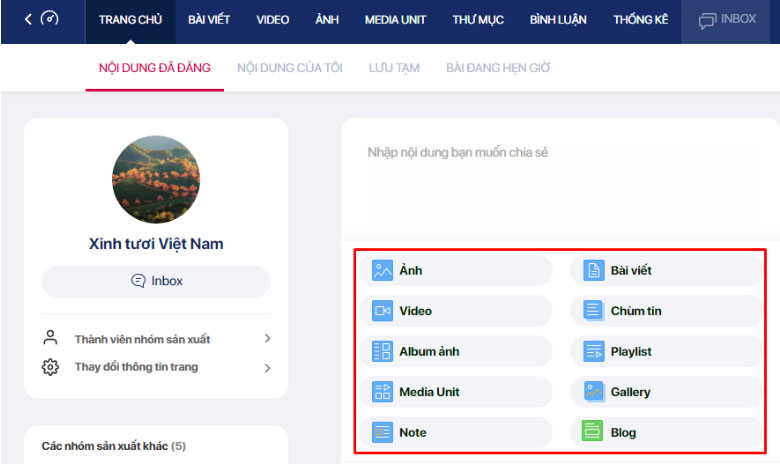 TRANG CHỦ BÀI VIẾT VIDEO ẢNH MEDIA UNIT THƯ MỤC BÌNH LUẬN THỐNG KÊ INBOX
NỘI DUNG ĐÃ ĐĂNG NỘI DUNG CỦA TÔI LƯU TẠM BÀI ĐANG HẸN GIỜ
Xinh tươi Việt Nam
Inbox
Thành viên nhóm sản xuất
Thay đổi thông tin trang
Các nhóm sản xuất khác (5)
Nhập nội dung bạn muốn chia sẻ
Ảnh Bài viết
Video Chùm tin
Album ảnh Playlist
Media Unit Gallery
Note Blog